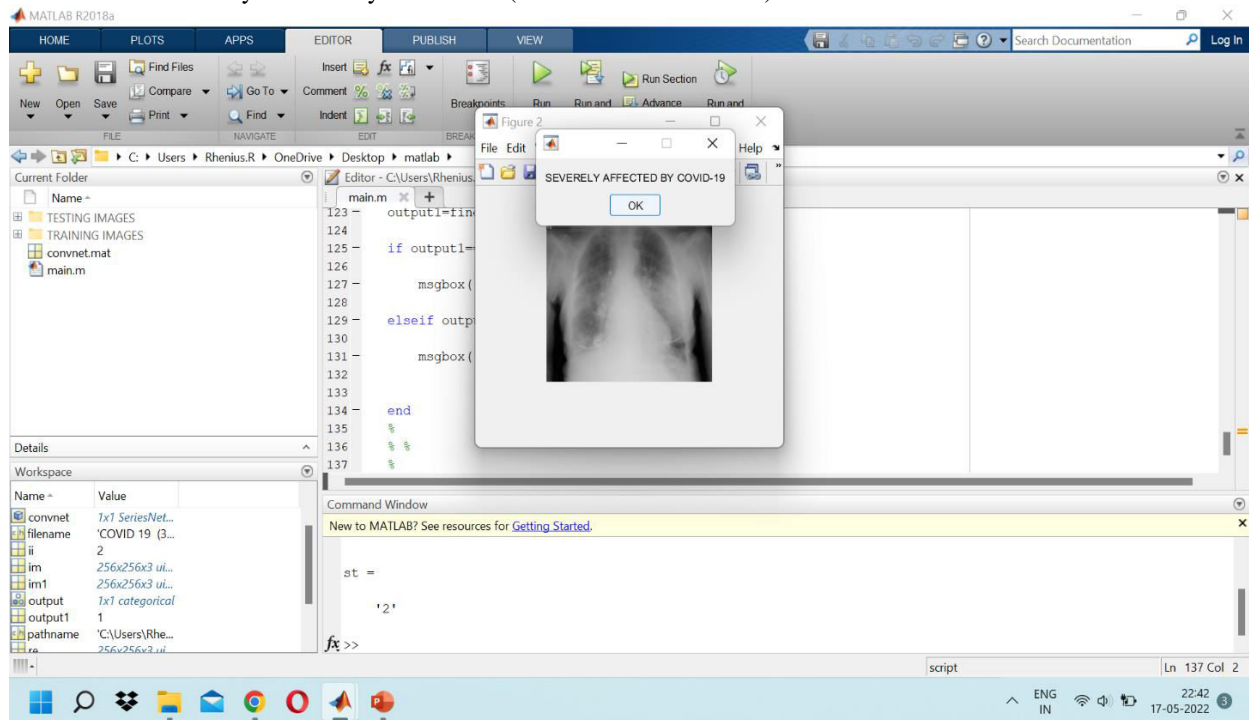 MATLAB R2018a
HOME PLOTS APPS EDITOR PUBLISH VIEW
Search Documentation
Log In
New Open Save
Find Files
Compare
Print
Go To
Find
Insert
Comment
Indent
Breakpoints
Run
Run and
Run Section
Advance
Run and
FILE NAVIGATE EDIT BREAK
C: Users Rhenius.R OneDrive Desktop matlab
Current Folder
Name
TESTING IMAGES
TRAINING IMAGES
convnet.mat
main.m
Details
Workspace
Name Value
convnet 1x1 SeriesNet...
filename 'COVID 19 (3...
ii 2
im 256x256x3 ui...
im1 256x256x3 ui...
output 1x1 categorical
output1 1
pathname 'C:\Users\Rhe...
re 256x256x3 ui
Editor - C:\Users\Rhenius.
main.m
123 output1=fin
124
125 if output1=
126
127 msgbox(
128
129 elseif outp
130
131 msgbox(
132
133
134 end
135 %
136 % %
137 %
Figure 2
File Edit Help
SEVERELY AFFECTED BY COVID-19
OK
Command Window
New to MATLAB? See resources for Getting Started.
st =
'2'
fx >>
script
Ln 137 Col 2
ENG
IN
22:42
17-05-2022
3